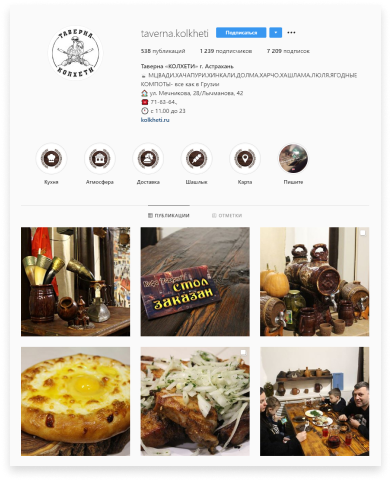 ТАВЕРНА
КОЛХЕТИ
taverna.kolkheti
Подписаться
538 публикаций
1 239 подписчиков
7 209 подписок
Таверна «КОЛХЕТИ» г. Астрахань
МЦВАДИ.ХАЧАПУРИ.ХИНКАЛИ.ДОЛМА.ХАРЧО.ХАШЛАМА.ЛЮЛЯ.ЯГОДНЫЕ
КОМПОТЫ- все как в Грузии
ул. Мечникова, 28/Лычманова, 42
71-63-64.,
с 11.00 до 23
kolkheti.ru
Кухня
Атмосфера
Доставка
Шашлык
Карта
Пишите
ПУБЛИКАЦИИ
ОТМЕТКИ
СТОЛ
ЗАКАЗАН